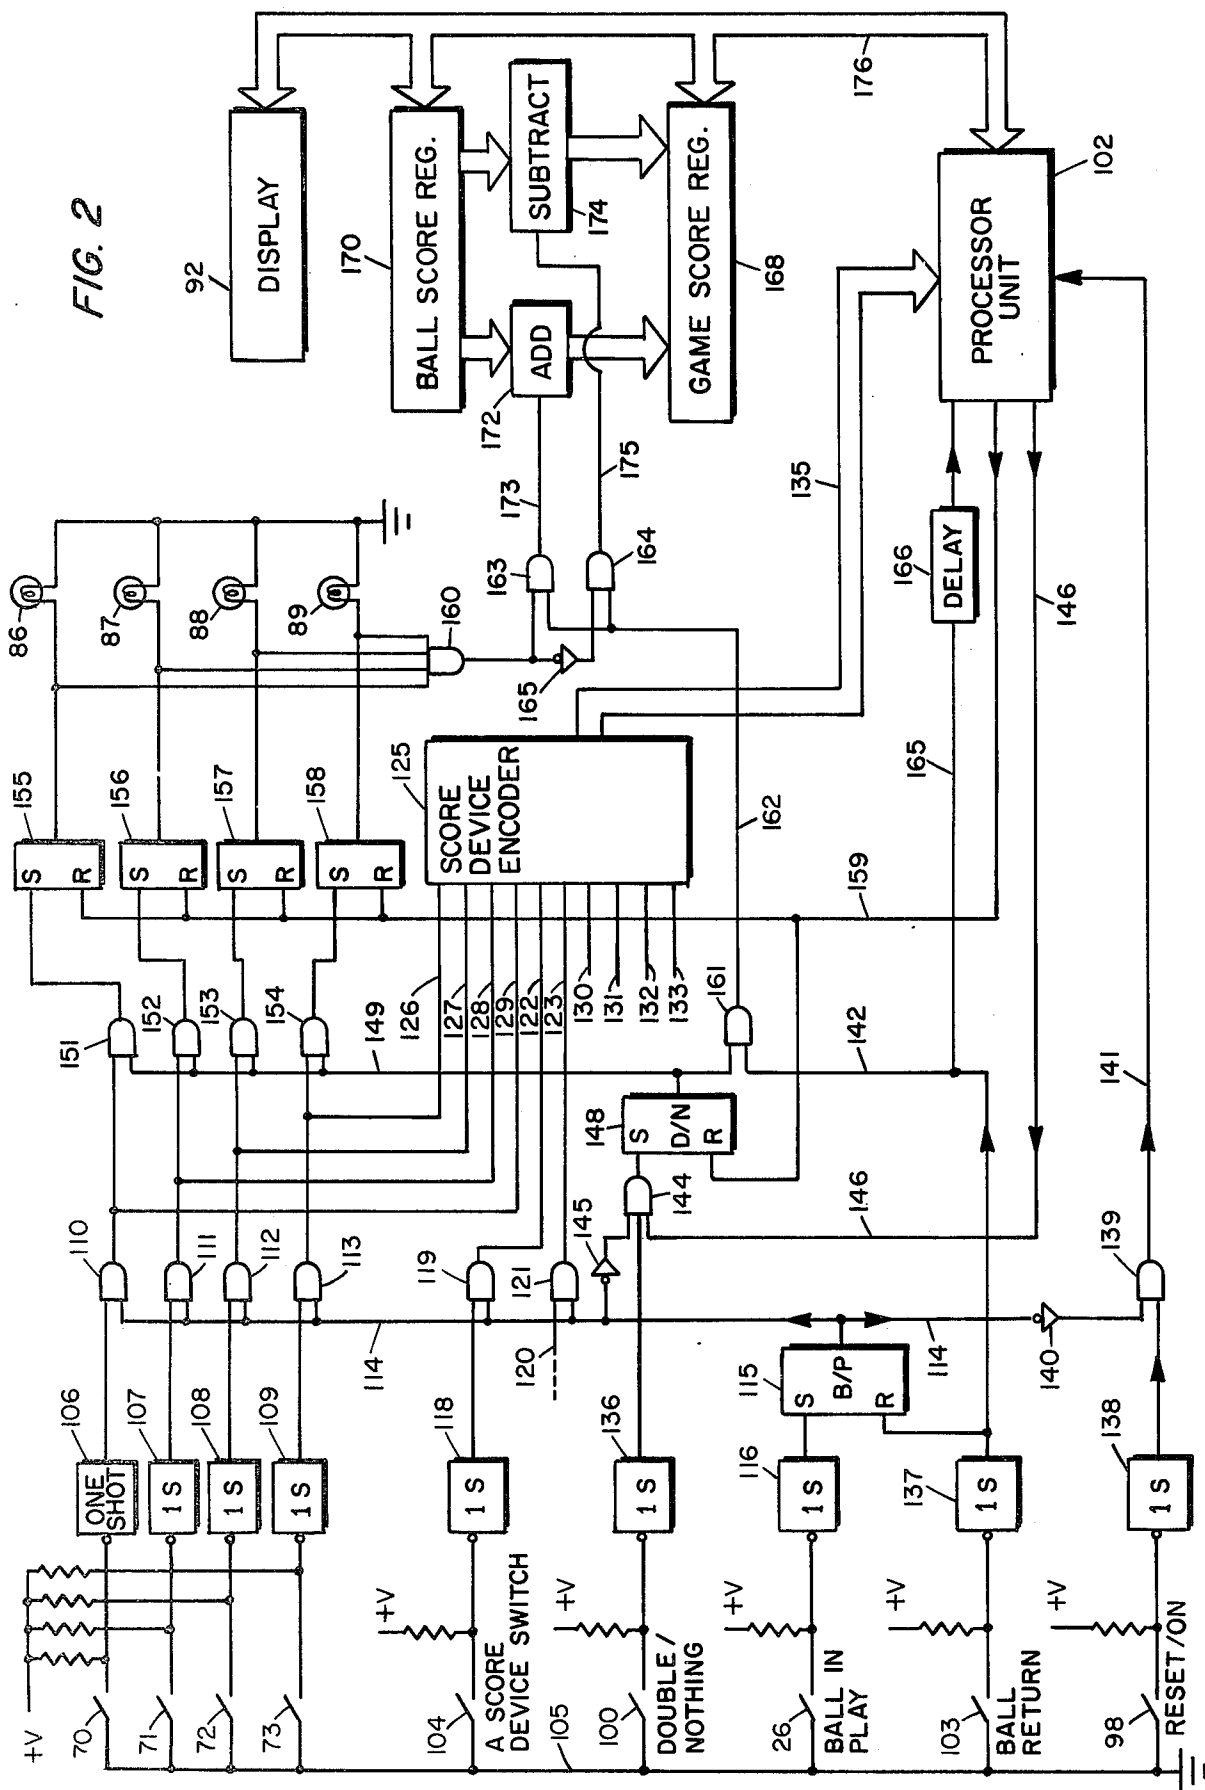 FIG. 2
+V
70
71
72
73
ONE
SHOT
1 S
1 S
1 S
106
107
108
109
110
111
112
113
114
151
152
153
154
149
S
R
155
S
R
156
S
R
157
S
R
158
86
87
88
89
160
163
164
165
173
175
92
DISPLAY
170
BALL SCORE REG.
172
ADD
SUBTRACT
174
GAME SCORE REG.
168
176
+V
104
A SCORE
DEVICE SWITCH
105
1 S
118
119
120
121
126
127
128
129
122
123
130
131
132
133
SCORE
DEVICE
ENCODER
125
135
+V
100
DOUBLE/
NOTHING
1 S
136
145
144
146
S
D/N
R
148
161
162
142
159
+V
26
BALL IN
PLAY
1 S
116
S
B/P
R
115
114
+V
103
BALL
RETURN
1 S
137
165
DELAY
166
146
PROCESSOR
UNIT
102
+V
98
RESET/ON
1 S
138
140
139
141